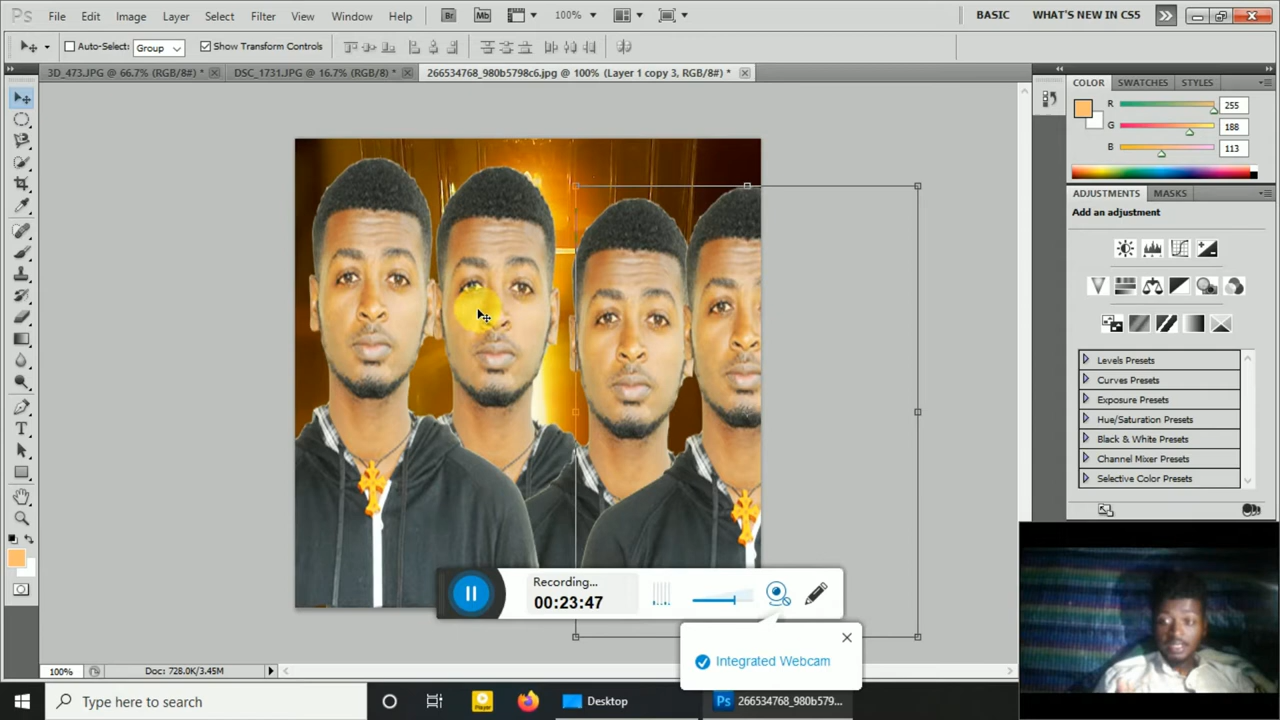 Ps File Edit Image Layer Select Filter View Window Help Br Mb 100% BASIC WHAT'S NEW IN CS5
Auto-Select: Group Show Transform Controls
3D_473.JPG @ 66.7% (RGB/8#) * DSC_1731.JPG @ 16.7% (RGB/8) * 266534768_980b5798c6.jpg @ 100% (Layer 1 copy 3, RGB/8#) *
COLOR SWATCHES STYLES
R 255
G 188
B 113
ADJUSTMENTS MASKS
Add an adjustment
Levels Presets
Curves Presets
Exposure Presets
Hue/Saturation Presets
Black & White Presets
Channel Mixer Presets
Selective Color Presets
Recording...
00:23:47
Integrated Webcam
100% Doc: 728.0K/3.45M
Type here to search Player Desktop Ps 266534768_980b579...